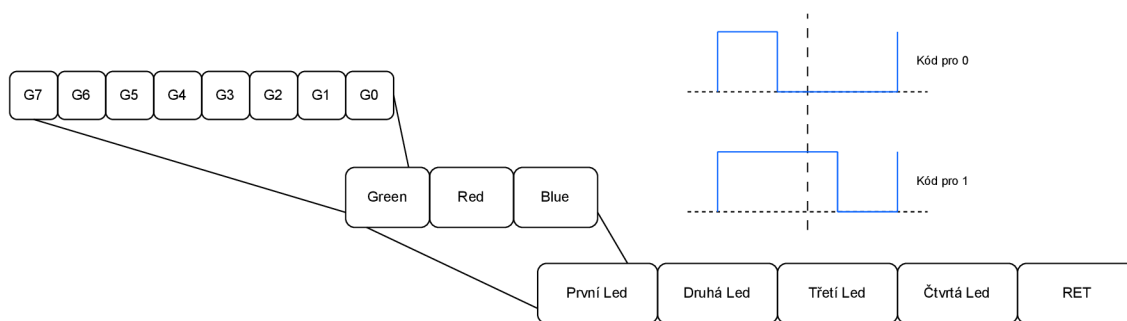 G7 G6 G5 G4 G3 G2 G1 G0
Kód pro 0
Green Red Blue
Kód pro 1
První Led Druhá Led Třetí Led Čtvrtá Led RET